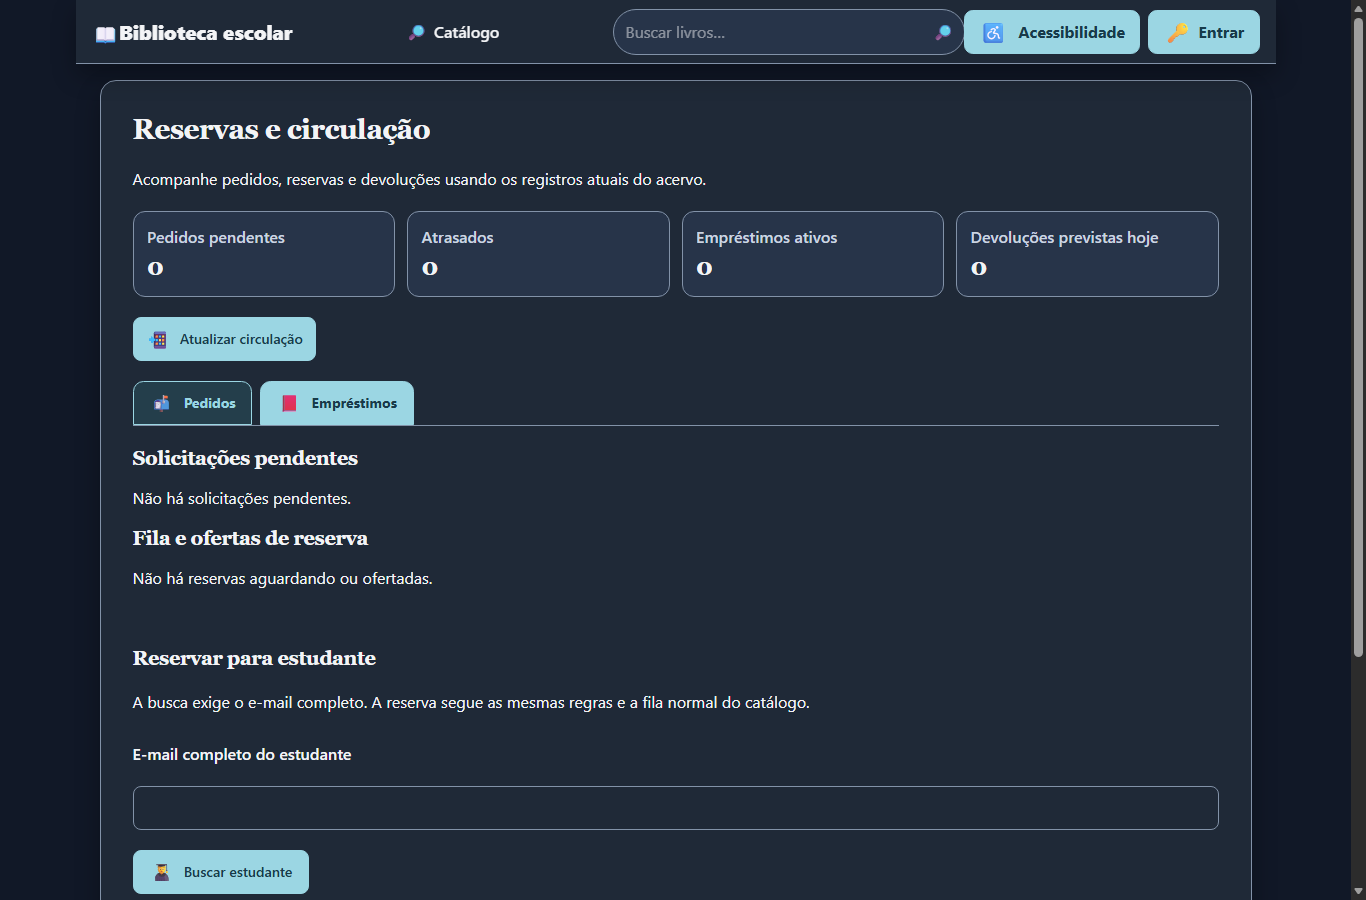 Biblioteca escolar
Catálogo
Buscar livros...
Acessibilidade
Entrar
Reservas e circulação
Acompanhe pedidos, reservas e devoluções usando os registros atuais do acervo.
Pedidos pendentes
0
Atrasados
0
Empréstimos ativos
0
Devoluções previstas hoje
0
Atualizar circulação
Pedidos
Empréstimos
Solicitações pendentes
Não há solicitações pendentes.
Fila e ofertas de reserva
Não há reservas aguardando ou ofertadas.
Reservar para estudante
A busca exige o e-mail completo. A reserva segue as mesmas regras e a fila normal do catálogo.
E-mail completo do estudante
Buscar estudante